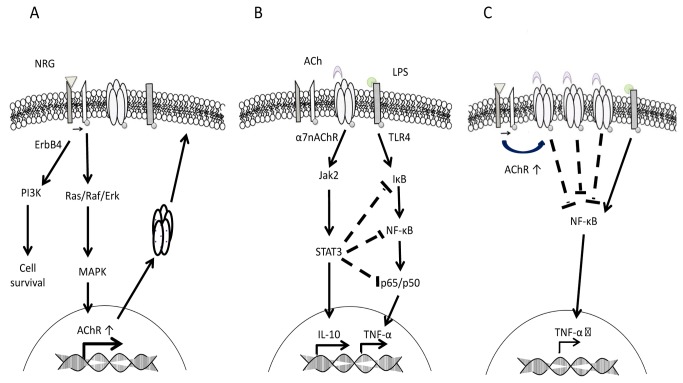 A
NRG
ErbB4
PI3K
Ras/Raf/Erk
Cell
survival
MAPK
AChR ↑
B
ACh
LPS
α7nAChR
TLR4
Jak2
IκB
NF-κB
STAT3
p65/p50
IL-10
TNF-α
C
AChR ↑
NF-κB
TNF-α